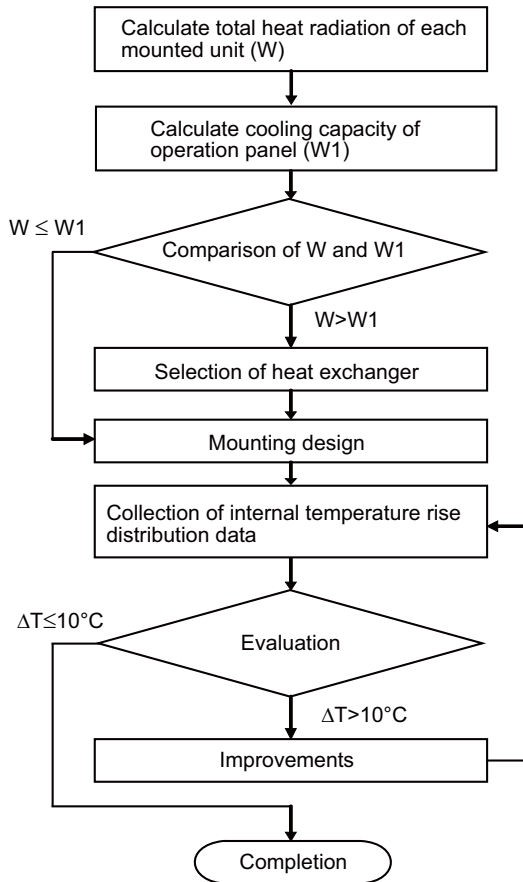 Calculate total heat radiation of each
mounted unit (W)
Calculate cooling capacity of
operation panel (W1)
W ≤ W1
Comparison of W and W1
W>W1
Selection of heat exchanger
Mounting design
Collection of internal temperature rise
distribution data
ΔT≤10°C
Evaluation
ΔT>10°C
Improvements
Completion